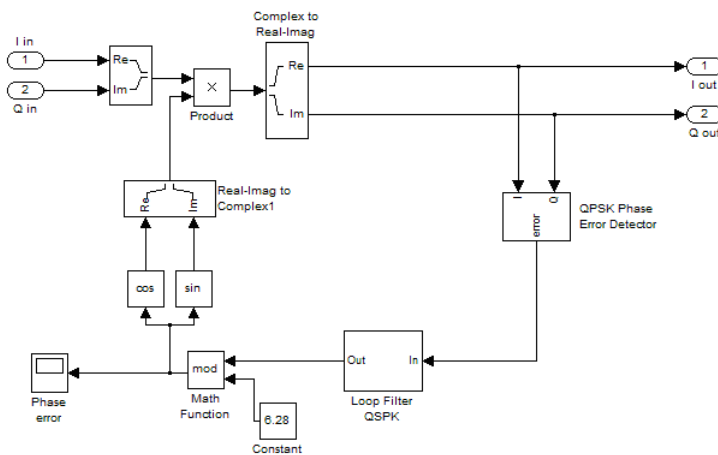 Complex to
Real-Imag
I in
1
Re
Im
2
Q in
×
Product
Re
Im
1
I out
2
Q out
Re
Im
Real-Imag to
Complex1
I
Q
error
QPSK Phase
Error Detector
cos
sin
Out
In
Loop Filter
QSPK
mod
Math
Function
6.28
Constant
Phase
error